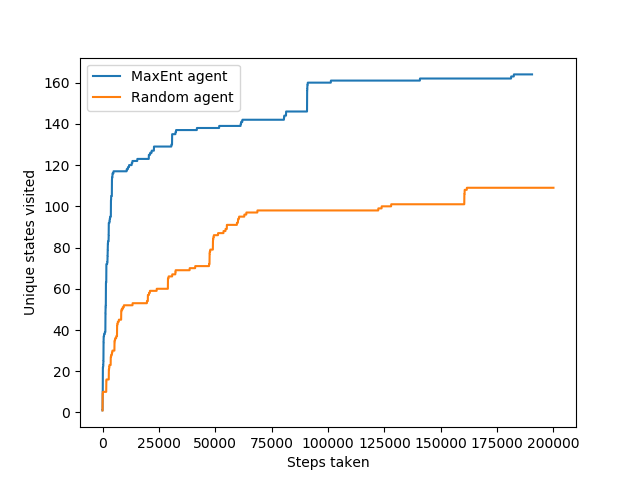 MaxEnt agent
Random agent
Unique states visited
160
140
120
100
80
60
40
20
0
0 25000 50000 75000 100000 125000 150000 175000 200000
Steps taken